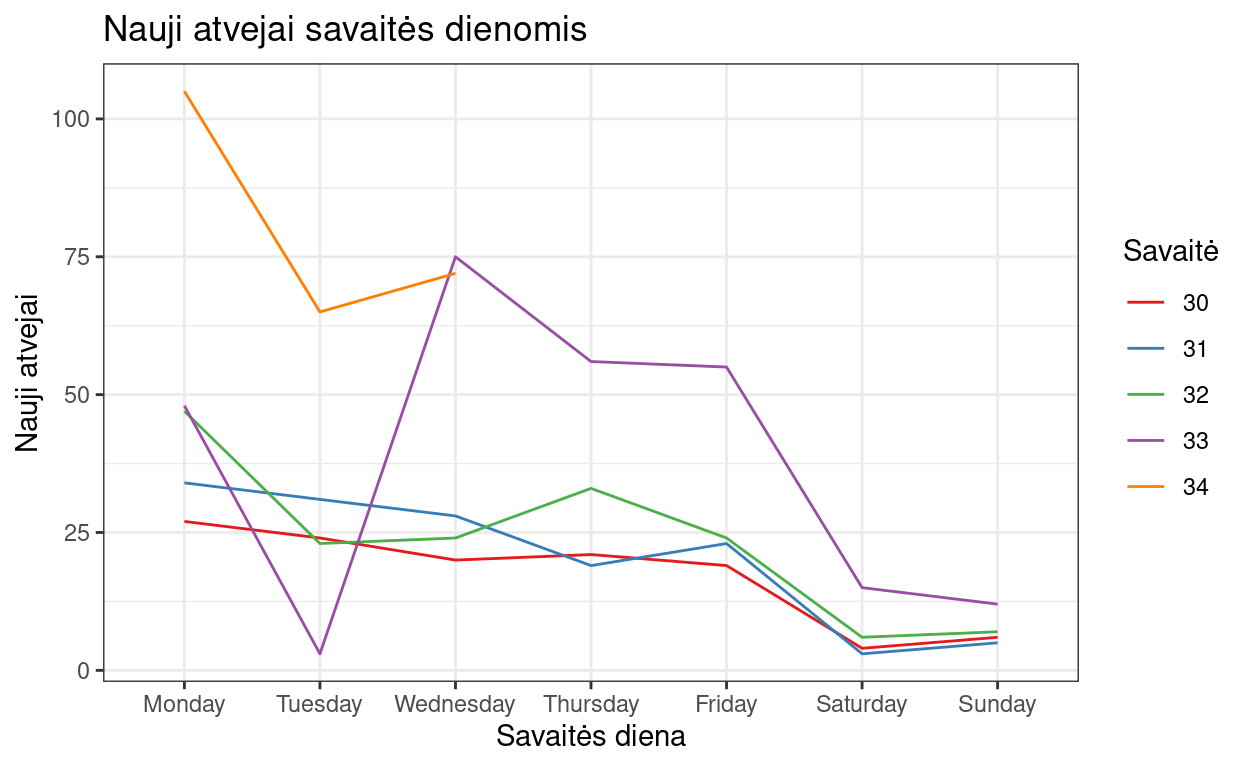 Nauji atvejai savaitės dienomis
Nauji atvejai
100
75
50
25
0
Monday Tuesday Wednesday Thursday Friday Saturday Sunday
Savaitės diena
Savaitė
30
31
32
33
34